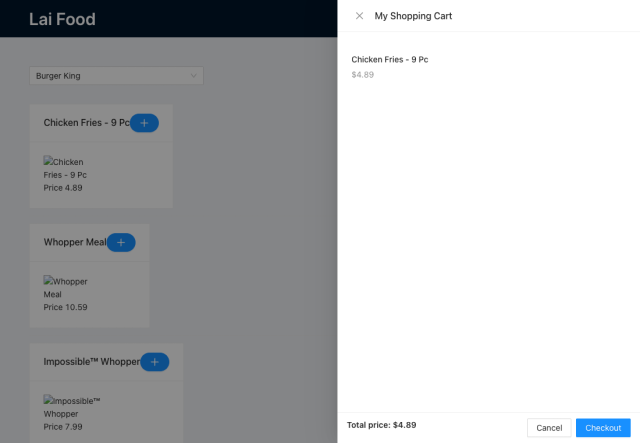 Lai Food
Burger King
Chicken Fries - 9 Pc
Chicken
Fries - 9 Pc
Price 4.89
Whopper Meal
Whopper
Meal
Price 10.59
Impossible™ Whopper
Impossible™
Whopper
Price 7.99
My Shopping Cart
Chicken Fries - 9 Pc
$4.89
Total price: $4.89
Cancel
Checkout